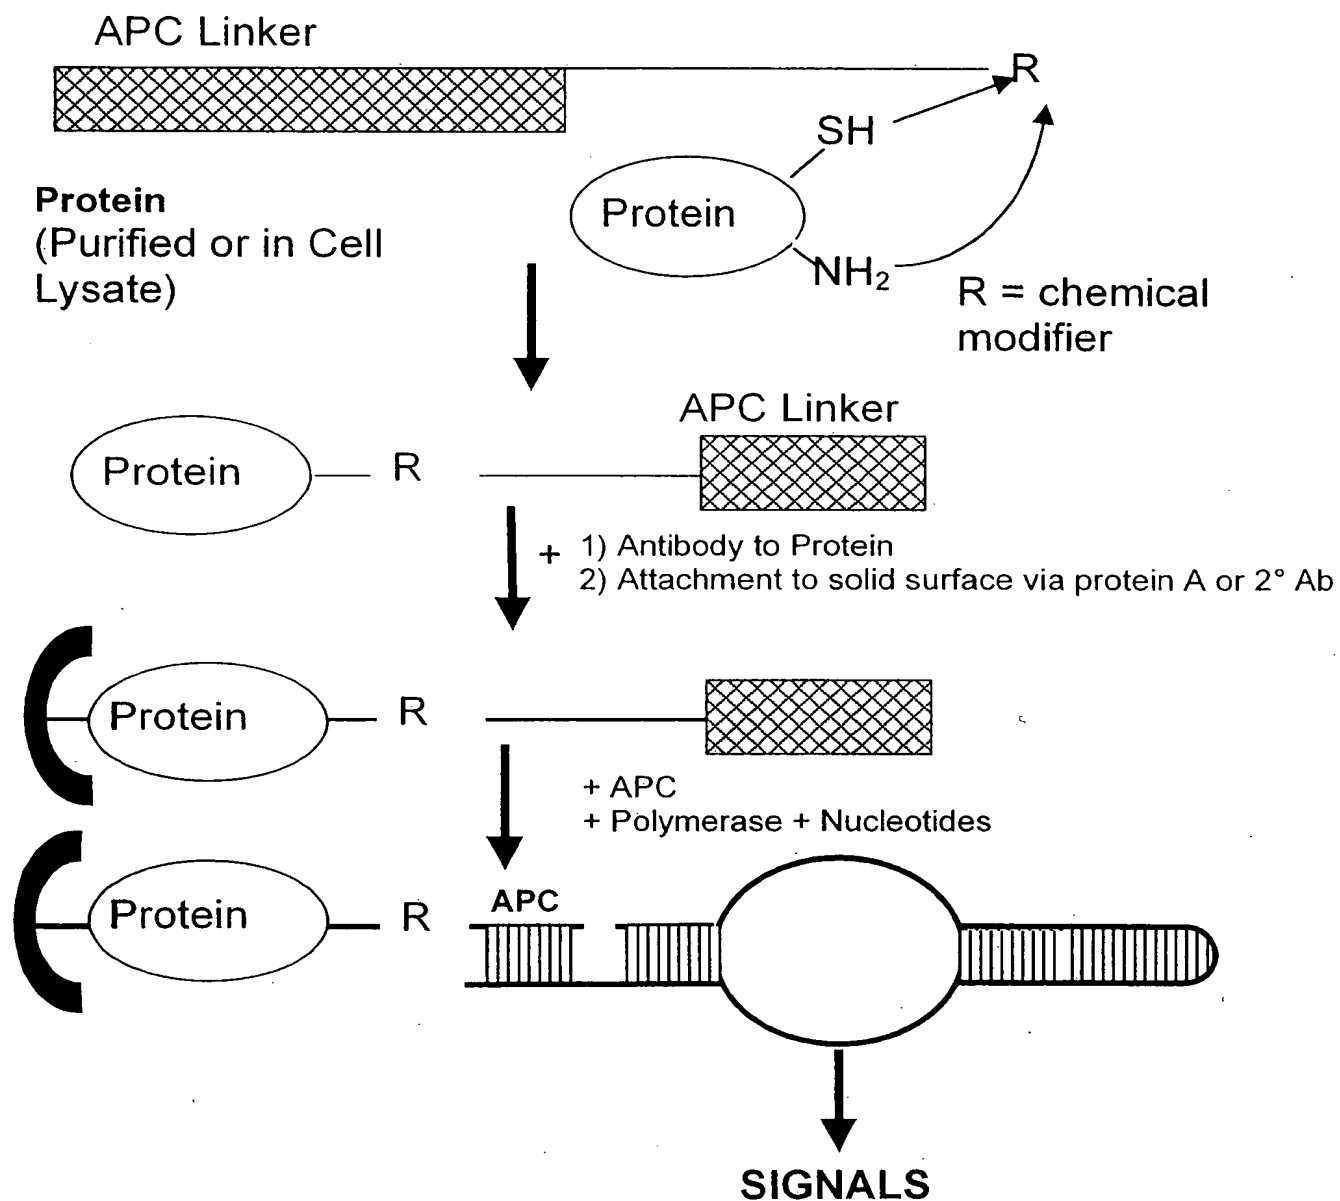 APC Linker
R
SH
Protein
(Purified or in Cell
Lysate)
Protein
NH₂
R = chemical
modifier
APC Linker
Protein
R
+ 1) Antibody to Protein
2) Attachment to solid surface via protein A or 2° Ab
Protein
R
+ APC
+ Polymerase + Nucleotides
Protein
R
APC
SIGNALS